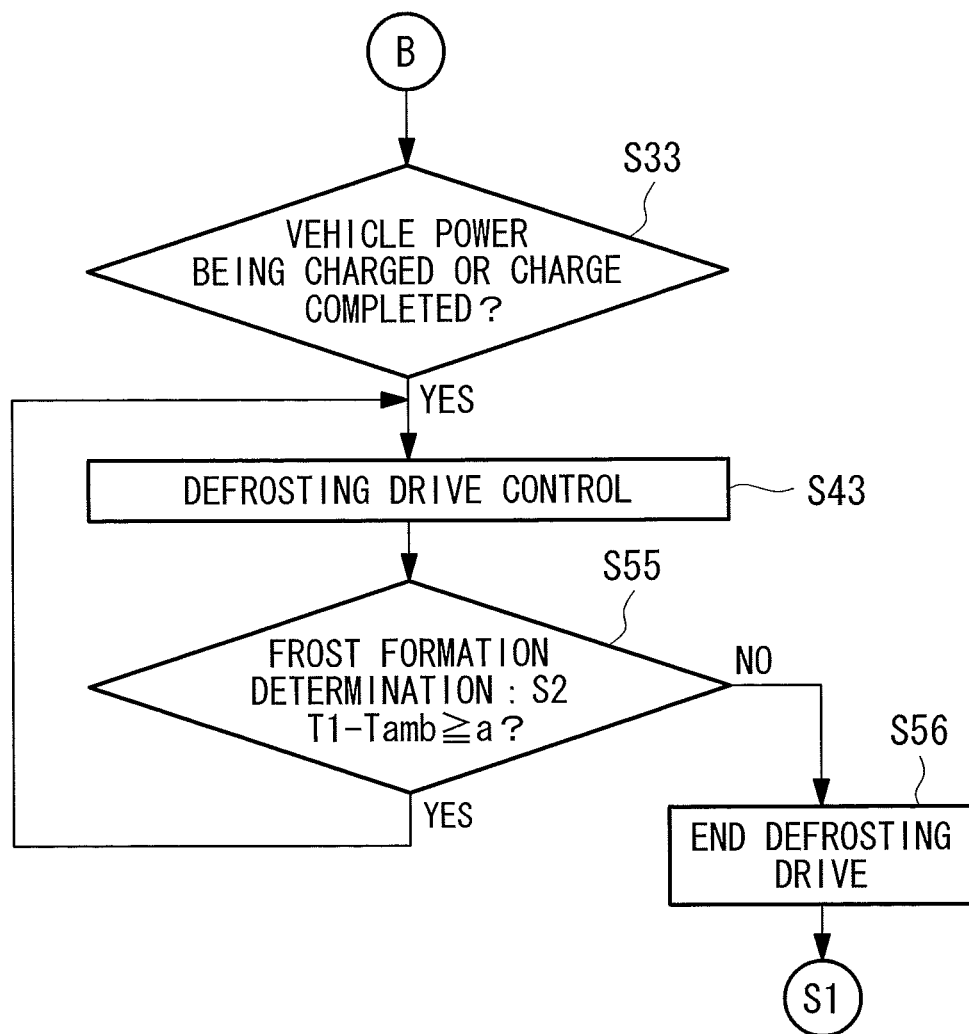 B
S33
VEHICLE POWER
BEING CHARGED OR CHARGE
COMPLETED?
YES
DEFROSTING DRIVE CONTROL
S43
S55
FROST FORMATION
DETERMINATION : S2
T1-Tamb≧a?
NO
YES
S56
END DEFROSTING
DRIVE
S1